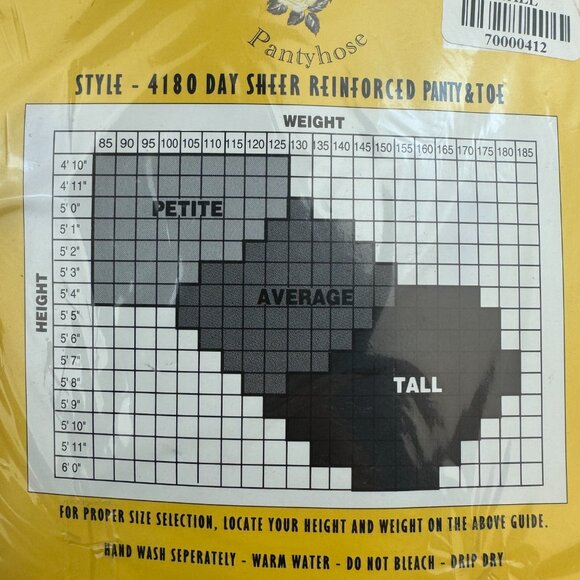 ALL
70000412
Pantyhose
STYLE - 4180 DAY SHEER REINFORCED PANTY & TOE
WEIGHT
85 90 95 100 105 110 115 120 125 130 135 140 145 150 155 160 165 170 175 180 185
HEIGHT
4' 10"
4' 11"
5' 0"
PETITE
5' 1"
5' 2"
5' 3"
5' 4"
AVERAGE
5' 5"
5' 6"
5' 7"
5' 8"
TALL
5' 9"
5' 10"
5' 11"
6' 0"
FOR PROPER SIZE SELECTION, LOCATE YOUR HEIGHT AND WEIGHT ON THE ABOVE GUIDE.
HAND WASH SEPERATELY - WARM WATER - DO NOT BLEACH - DRIP DRY